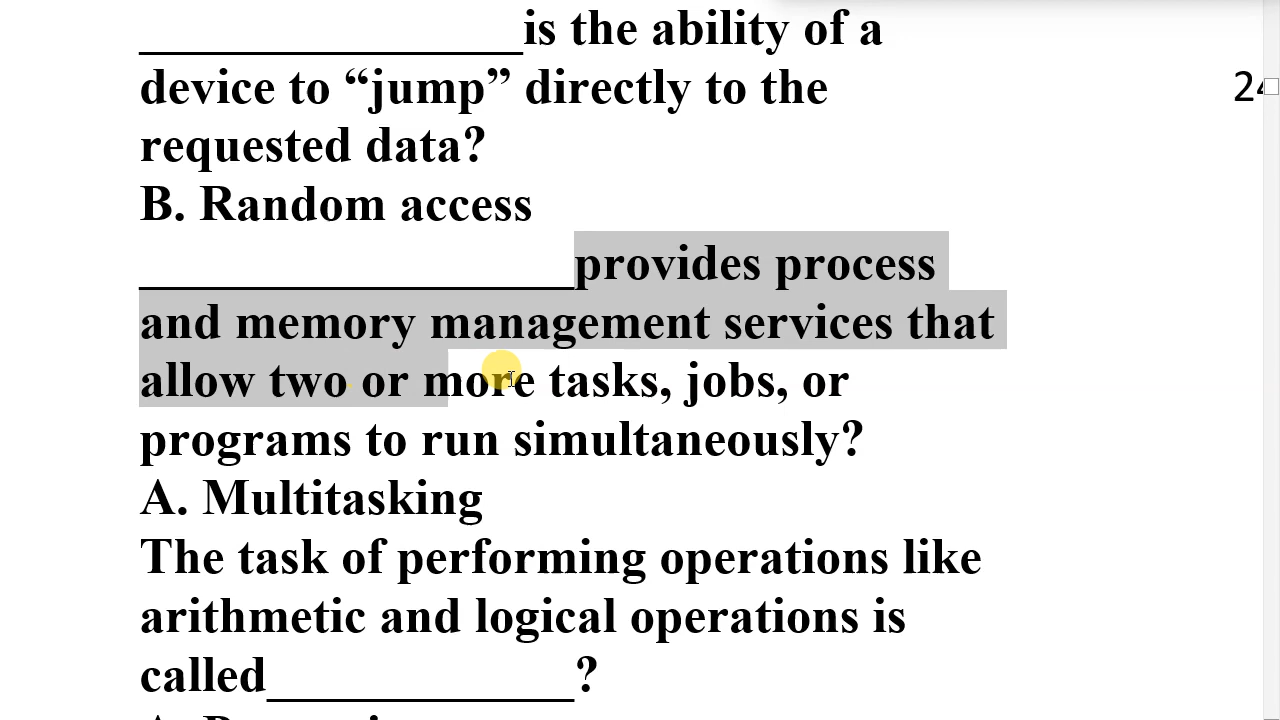 _______________is the ability of a
device to “jump” directly to the
requested data?
B. Random access
_________________provides process
and memory management services that
allow two or more tasks, jobs, or
programs to run simultaneously?
A. Multitasking
The task of performing operations like
arithmetic and logical operations is
called____________?